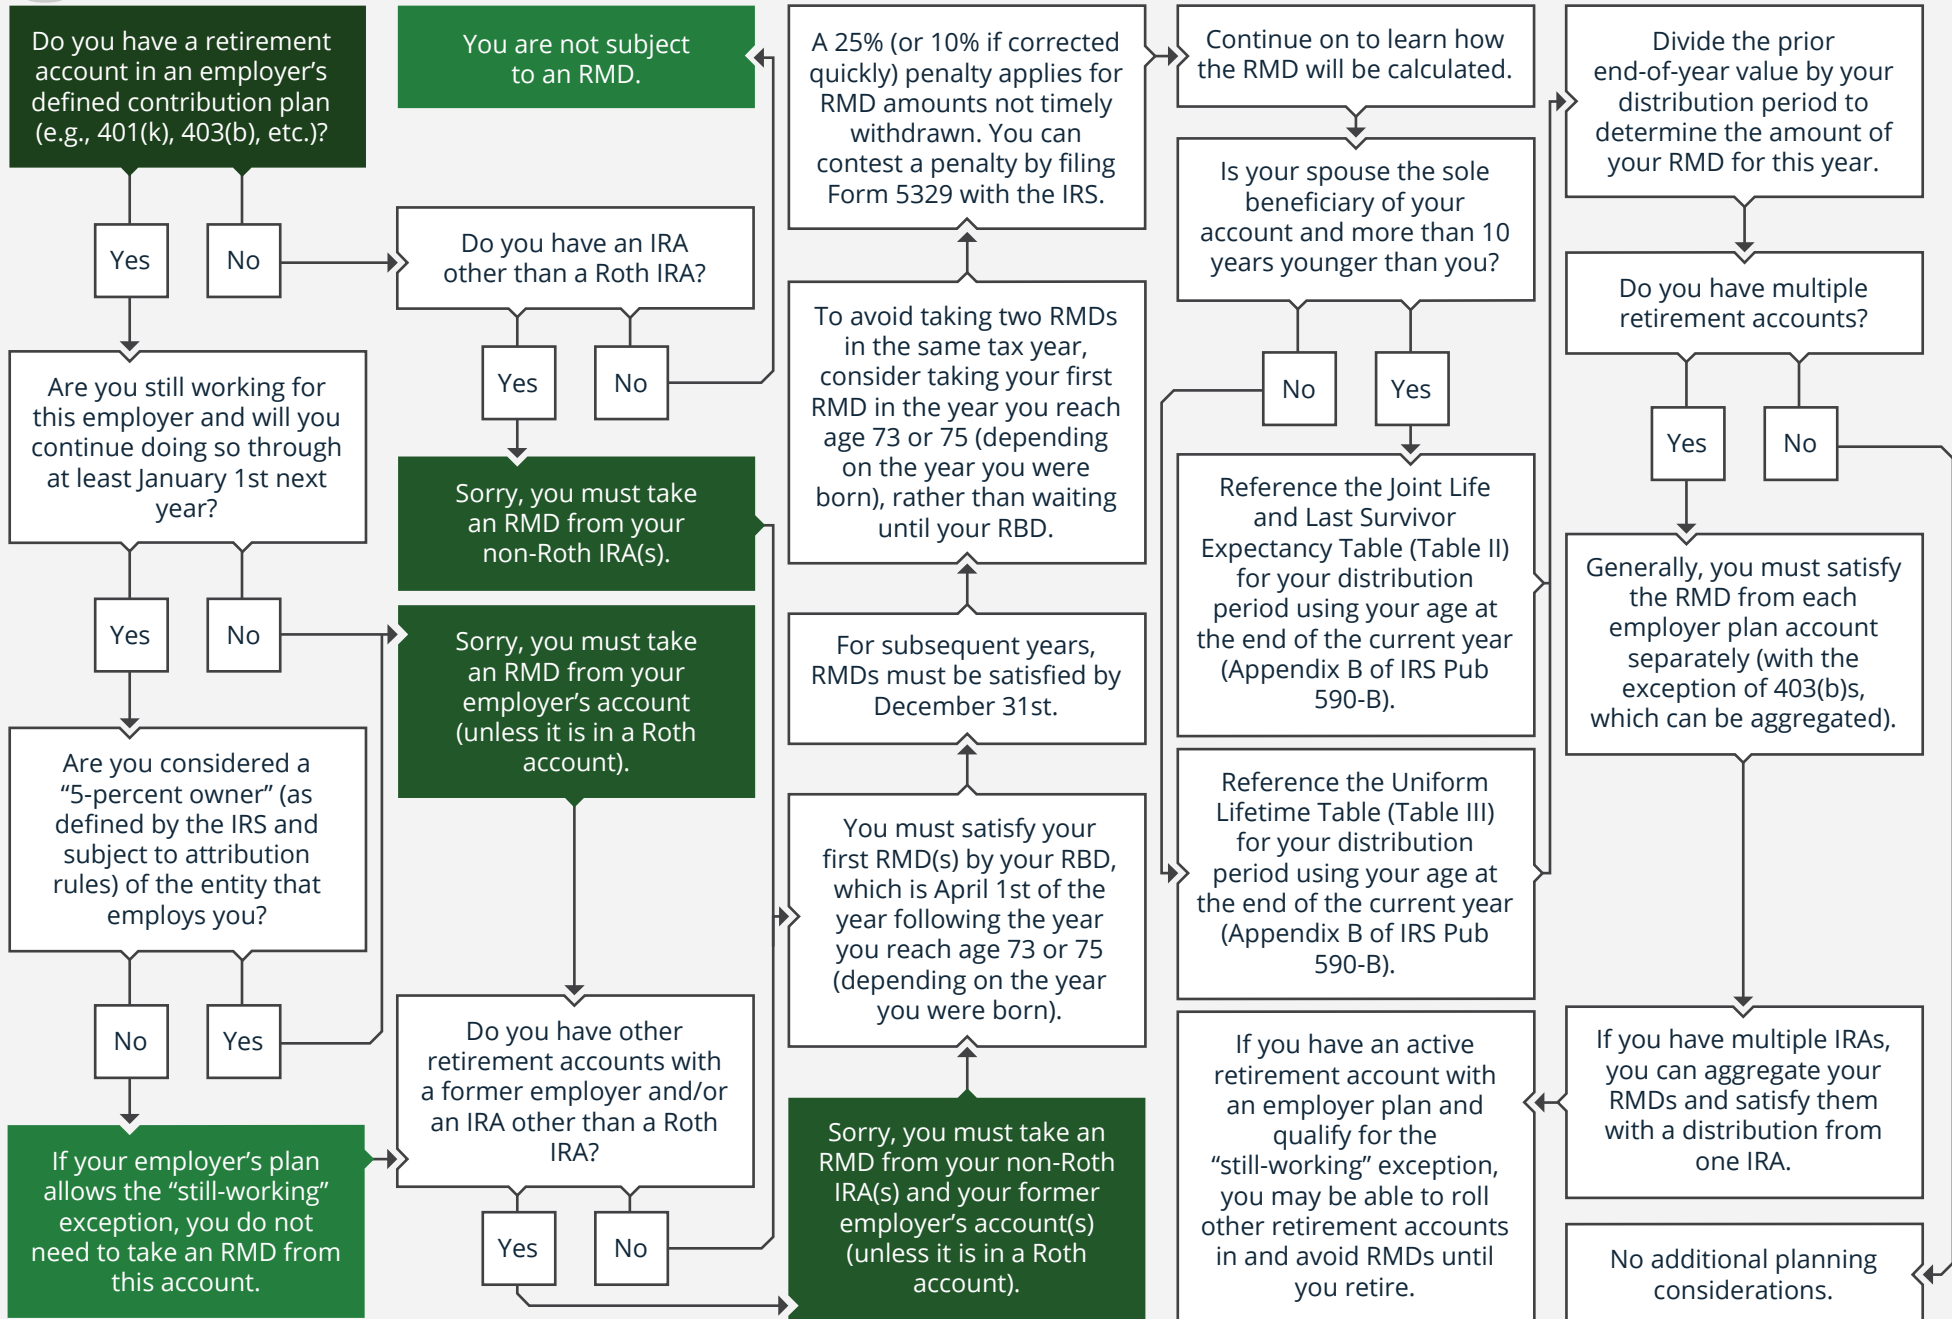 Do you have a retirement
account in an employer’s
defined contribution plan
(e.g., 401(k), 403(b), etc.)?
Yes
No
Are you still working for
this employer and will you
continue doing so through
at least January 1st next
year?
Yes
No
Are you considered a
“5-percent owner” (as
defined by the IRS and
subject to attribution
rules) of the entity that
employs you?
No
Yes
If your employer’s plan
allows the “still-working”
exception, you do not
need to take an RMD from
this account.
You are not subject
to an RMD.
Do you have an IRA
other than a Roth IRA?
Yes
No
Sorry, you must take
an RMD from your
non-Roth IRA(s).
Sorry, you must take
an RMD from your
employer’s account
(unless it is in a Roth
account).
Do you have other
retirement accounts with
a former employer and/or
an IRA other than a Roth
IRA?
Yes
No
A 25% (or 10% if corrected
quickly) penalty applies for
RMD amounts not timely
withdrawn. You can
contest a penalty by filing
Form 5329 with the IRS.
To avoid taking two RMDs
in the same tax year,
consider taking your first
RMD in the year you reach
age 73 or 75 (depending
on the year you were
born), rather than waiting
until your RBD.
For subsequent years,
RMDs must be satisfied by
December 31st.
You must satisfy your
first RMD(s) by your RBD,
which is April 1st of the
year following the year
you reach age 73 or 75
(depending on the year
you were born).
Sorry, you must take an
RMD from your non-Roth
IRA(s) and your former
employer’s account(s)
(unless it is in a Roth
account).
Continue on to learn how
the RMD will be calculated.
Is your spouse the sole
beneficiary of your
account and more than 10
years younger than you?
No
Yes
Reference the Joint Life
and Last Survivor
Expectancy Table (Table II)
for your distribution
period using your age at
the end of the current year
(Appendix B of IRS Pub
590-B).
Reference the Uniform
Lifetime Table (Table III)
for your distribution
period using your age at
the end of the current year
(Appendix B of IRS Pub
590-B).
If you have an active
retirement account with
an employer plan and
qualify for the
“still-working” exception,
you may be able to roll
other retirement accounts
in and avoid RMDs until
you retire.
Divide the prior
end-of-year value by your
distribution period to
determine the amount of
your RMD for this year.
Do you have multiple
retirement accounts?
Yes
No
Generally, you must satisfy
the RMD from each
employer plan account
separately (with the
exception of 403(b)s,
which can be aggregated).
If you have multiple IRAs,
you can aggregate your
RMDs and satisfy them
with a distribution from
one IRA.
No additional planning
considerations.